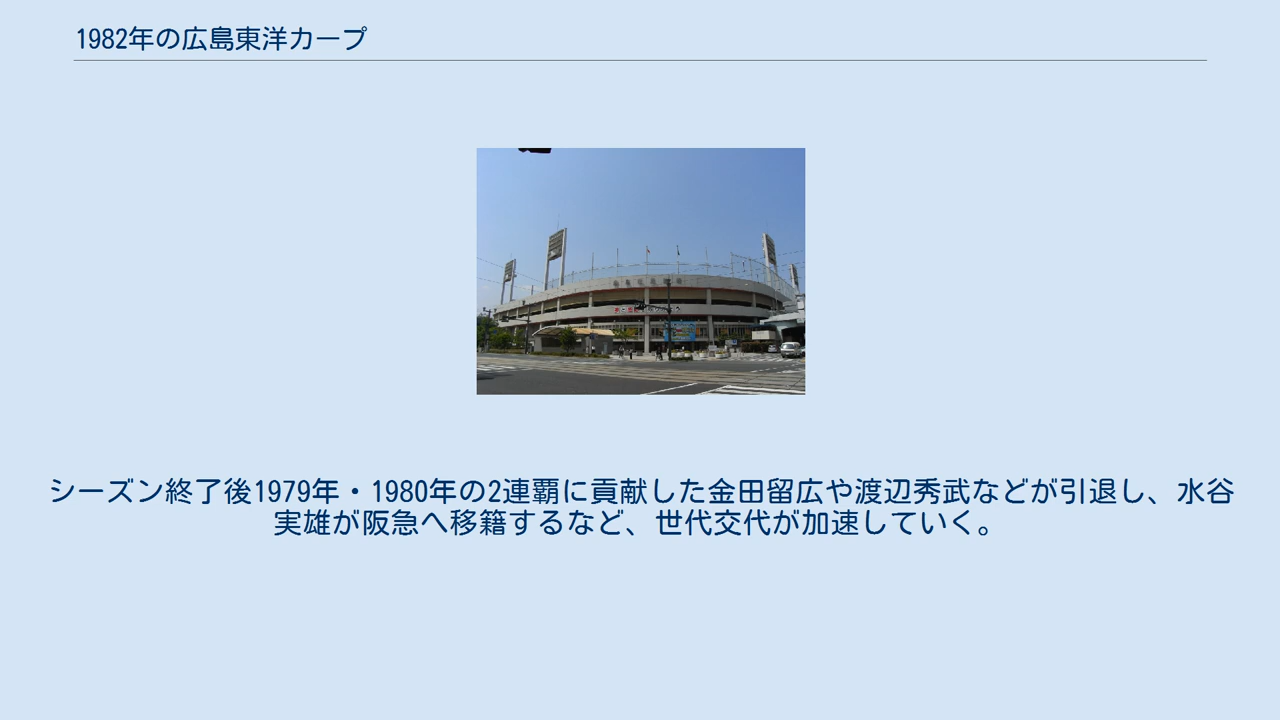 1982年の広島東洋カープ
シーズン終了後1979年・1980年の2連覇に貢献した金田留広や渡辺秀武などが引退し、水谷
実雄が阪急へ移籍するなど、世代交代が加速していく。